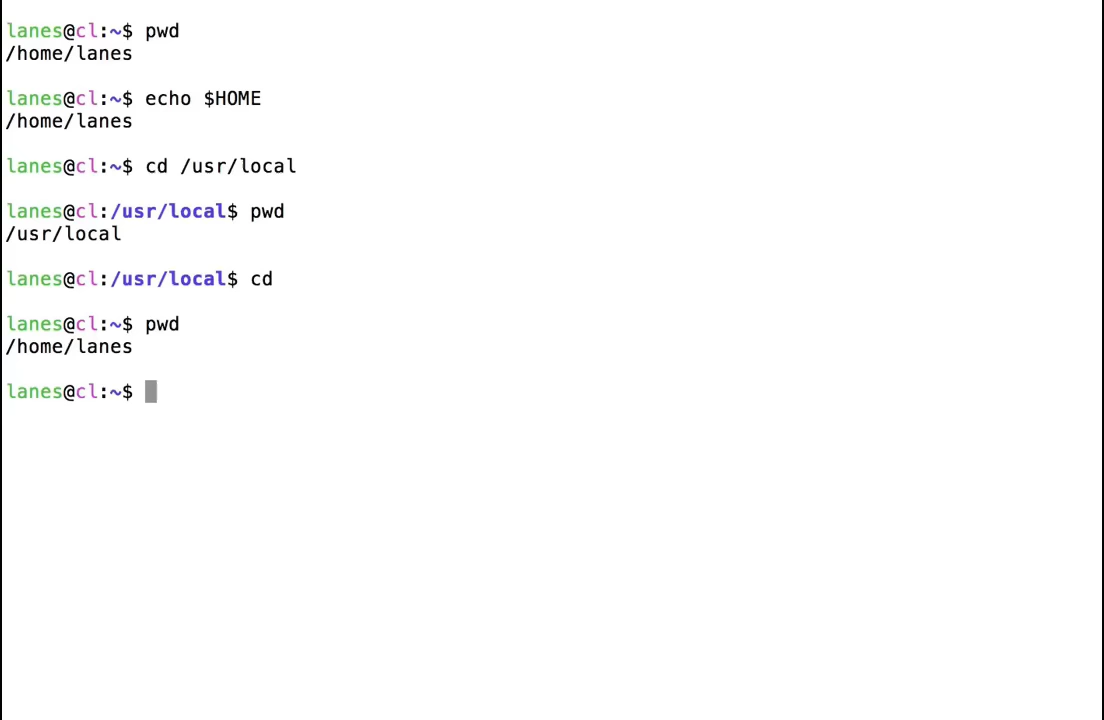 lanes@cl:~$ pwd
/home/lanes
lanes@cl:~$ echo $HOME
/home/lanes
lanes@cl:~$ cd /usr/local
lanes@cl:/usr/local$ pwd
/usr/local
lanes@cl:/usr/local$ cd
lanes@cl:~$ pwd
/home/lanes
lanes@cl:~$